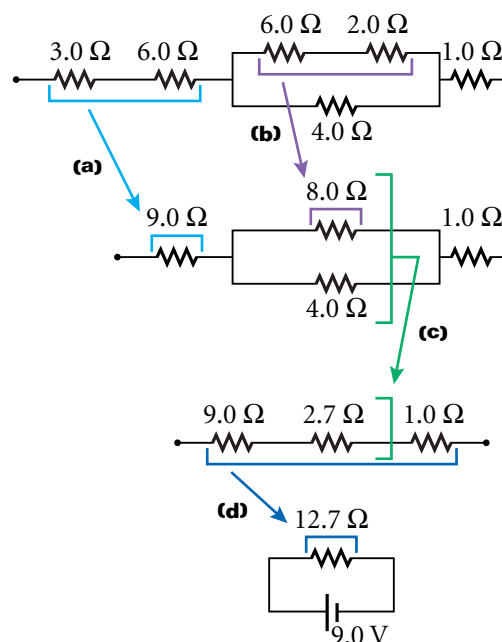 6.0 Ω 2.0 Ω
3.0 Ω 6.0 Ω 1.0 Ω
4.0 Ω
(b)
(a)
8.0 Ω
9.0 Ω 1.0 Ω
4.0 Ω
(c)
9.0 Ω 2.7 Ω 1.0 Ω
(d)
12.7 Ω
9.0 V